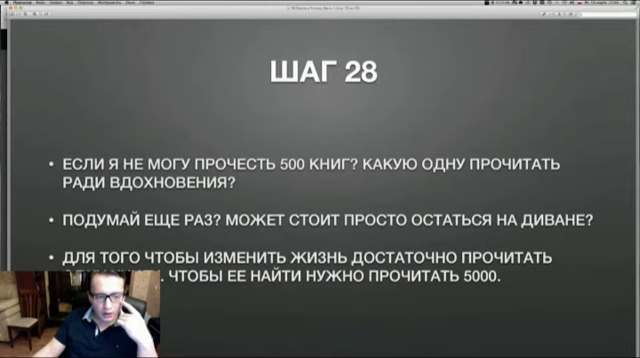 ШАГ 28
• ЕСЛИ Я НЕ МОГУ ПРОЧЕСТЬ 500 КНИГ? КАКУЮ ОДНУ ПРОЧИТАТЬ
РАДИ ВДОХНОВЕНИЯ?
• ПОДУМАЙ ЕЩЕ РАЗ? МОЖЕТ СТОИТ ПРОСТО ОСТАТЬСЯ НА ДИВАНЕ?
• ДЛЯ ТОГО ЧТОБЫ ИЗМЕНИТЬ ЖИЗНЬ ДОСТАТОЧНО ПРОЧИТАТЬ
ЧТОБЫ ЕЕ НАЙТИ НУЖНО ПРОЧИТАТЬ 5000.